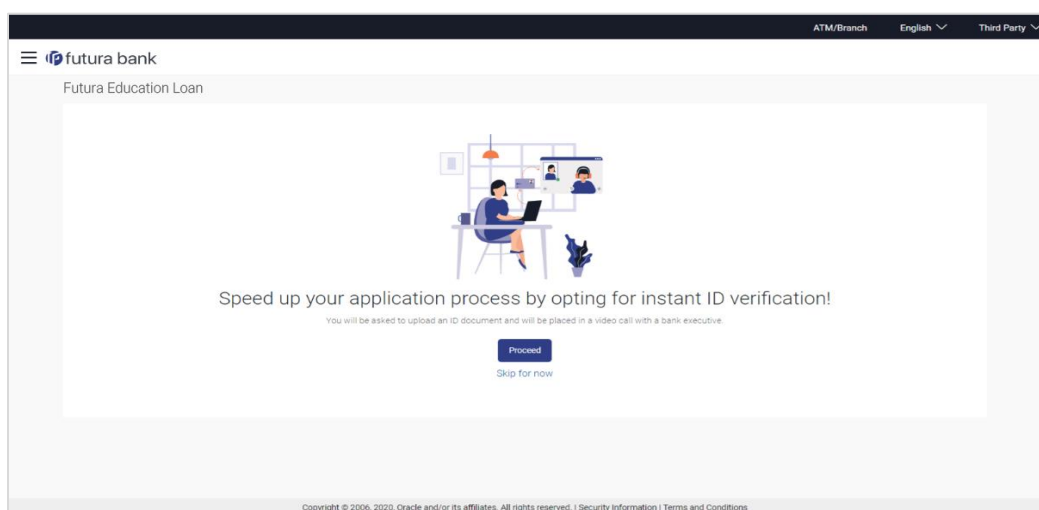 ATM/Branch English Third Party
futura bank
Futura Education Loan
Speed up your application process by opting for instant ID verification!
You will be asked to upload an ID document and will be placed in a video call with a bank executive.
Proceed
Skip for now
Copyright © 2006, 2020, Oracle and/or its affiliates. All rights reserved. | Security Information | Terms and Conditions